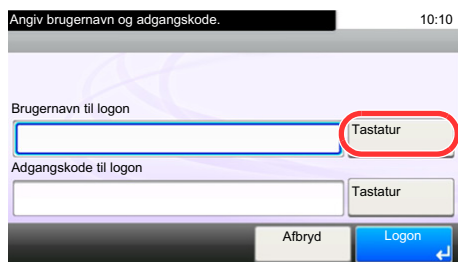 Angiv brugernavn og adgangskode. 10:10
Brugernavn til logon
Tastatur
Adgangskode til logon
Tastatur
Afbryd Logon